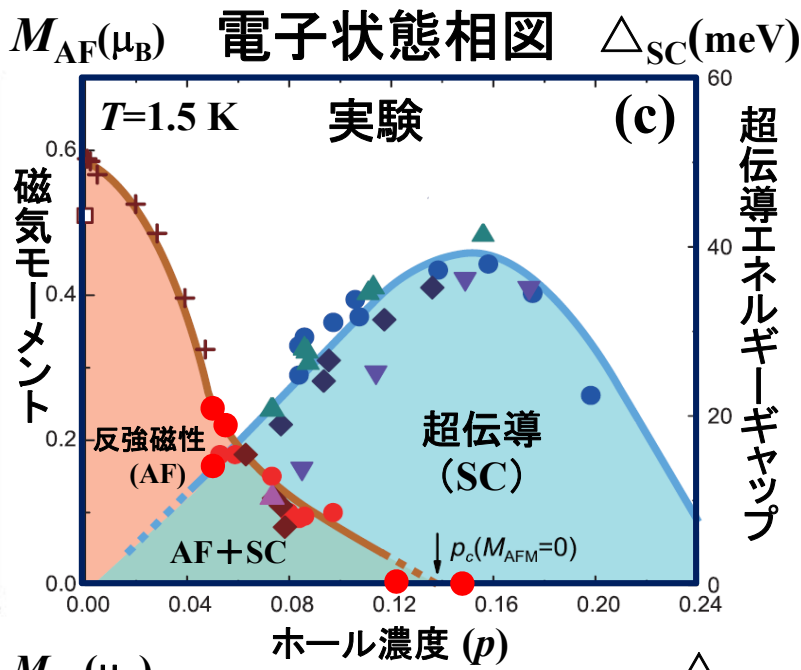 M_AF(μ_B) 電子状態相図 △_SC(meV)
T=1.5 K 実験 (c)
磁気モーメント
超伝導エネルギーギャップ
0.6
0.4
0.2
0.0
60
40
20
0
反強磁性
(AF)
超伝導
（SC）
AF＋SC
p_c(M_AFM=0)
0.00 0.04 0.08 0.12 0.16 0.20 0.24
ホール濃度 (p)